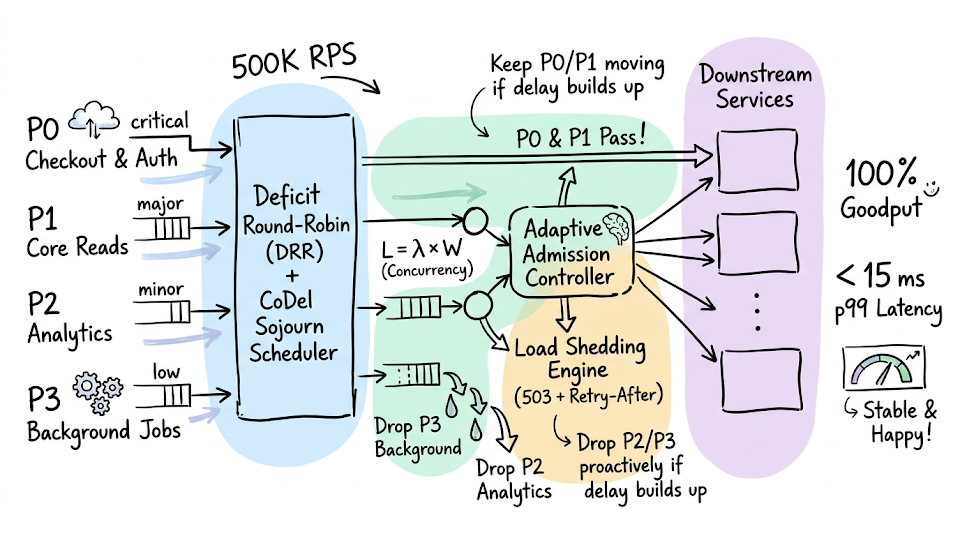 500K RPS
P0
critical
Checkout & Auth
P1
major
Core Reads
P2
minor
Analytics
P3
low
Background Jobs
Deficit
Round-Robin
(DRR)
+
CoDel
Sojourn
Scheduler
Keep P0/P1 moving
if delay builds up
P0 & P1 Pass!
L = λ × W
(Concurrency)
Adaptive
Admission
Controller
Load Shedding
Engine
(503 + Retry-After)
Drop P3
Background
Drop P2
Analytics
Drop P2/P3
proactively if
delay builds up
Downstream
Services
100%
Goodput
< 15 ms
p99 Latency
Stable &
Happy!